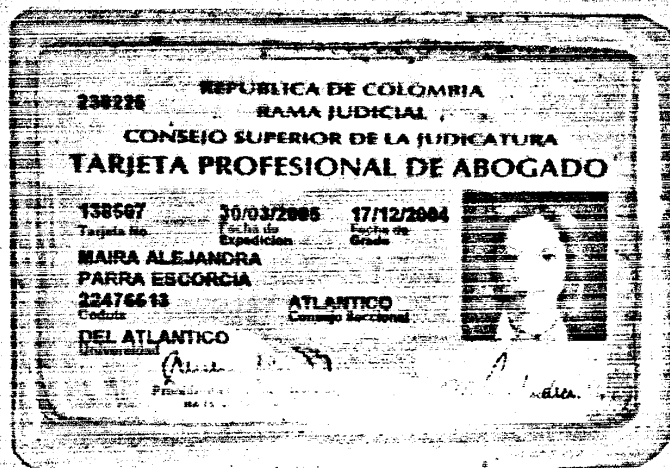 238226
REPUBLICA DE COLOMBIA
RAMA JUDICIAL
CONSEJO SUPERIOR DE LA JUDICATURA
TARJETA PROFESIONAL DE ABOGADO
138567 30/03/2005 17/12/2004
Tarjeta No. Fecha de Expedicion Fecha de Grado
MAIRA ALEJANDRA
PARRA ESCORCIA
22476613 ATLANTICO
Cedula Consejo Seccional
DEL ATLANTICO
Universidad